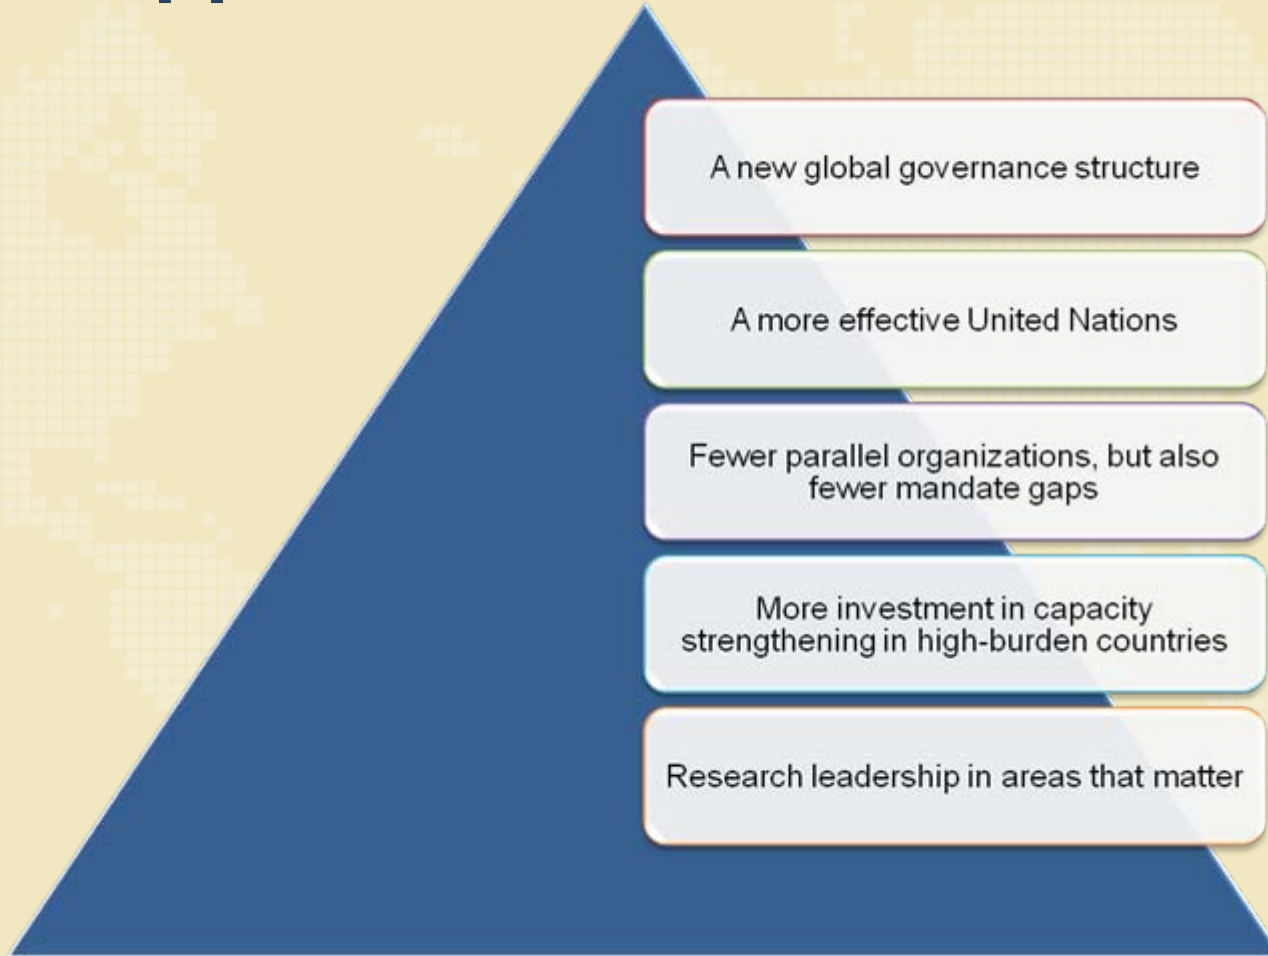 A new global governance structure
A more effective United Nations
Fewer parallel organizations, but also
fewer mandate gaps
More investment in capacity
strengthening in high-burden countries
Research leadership in areas that matter